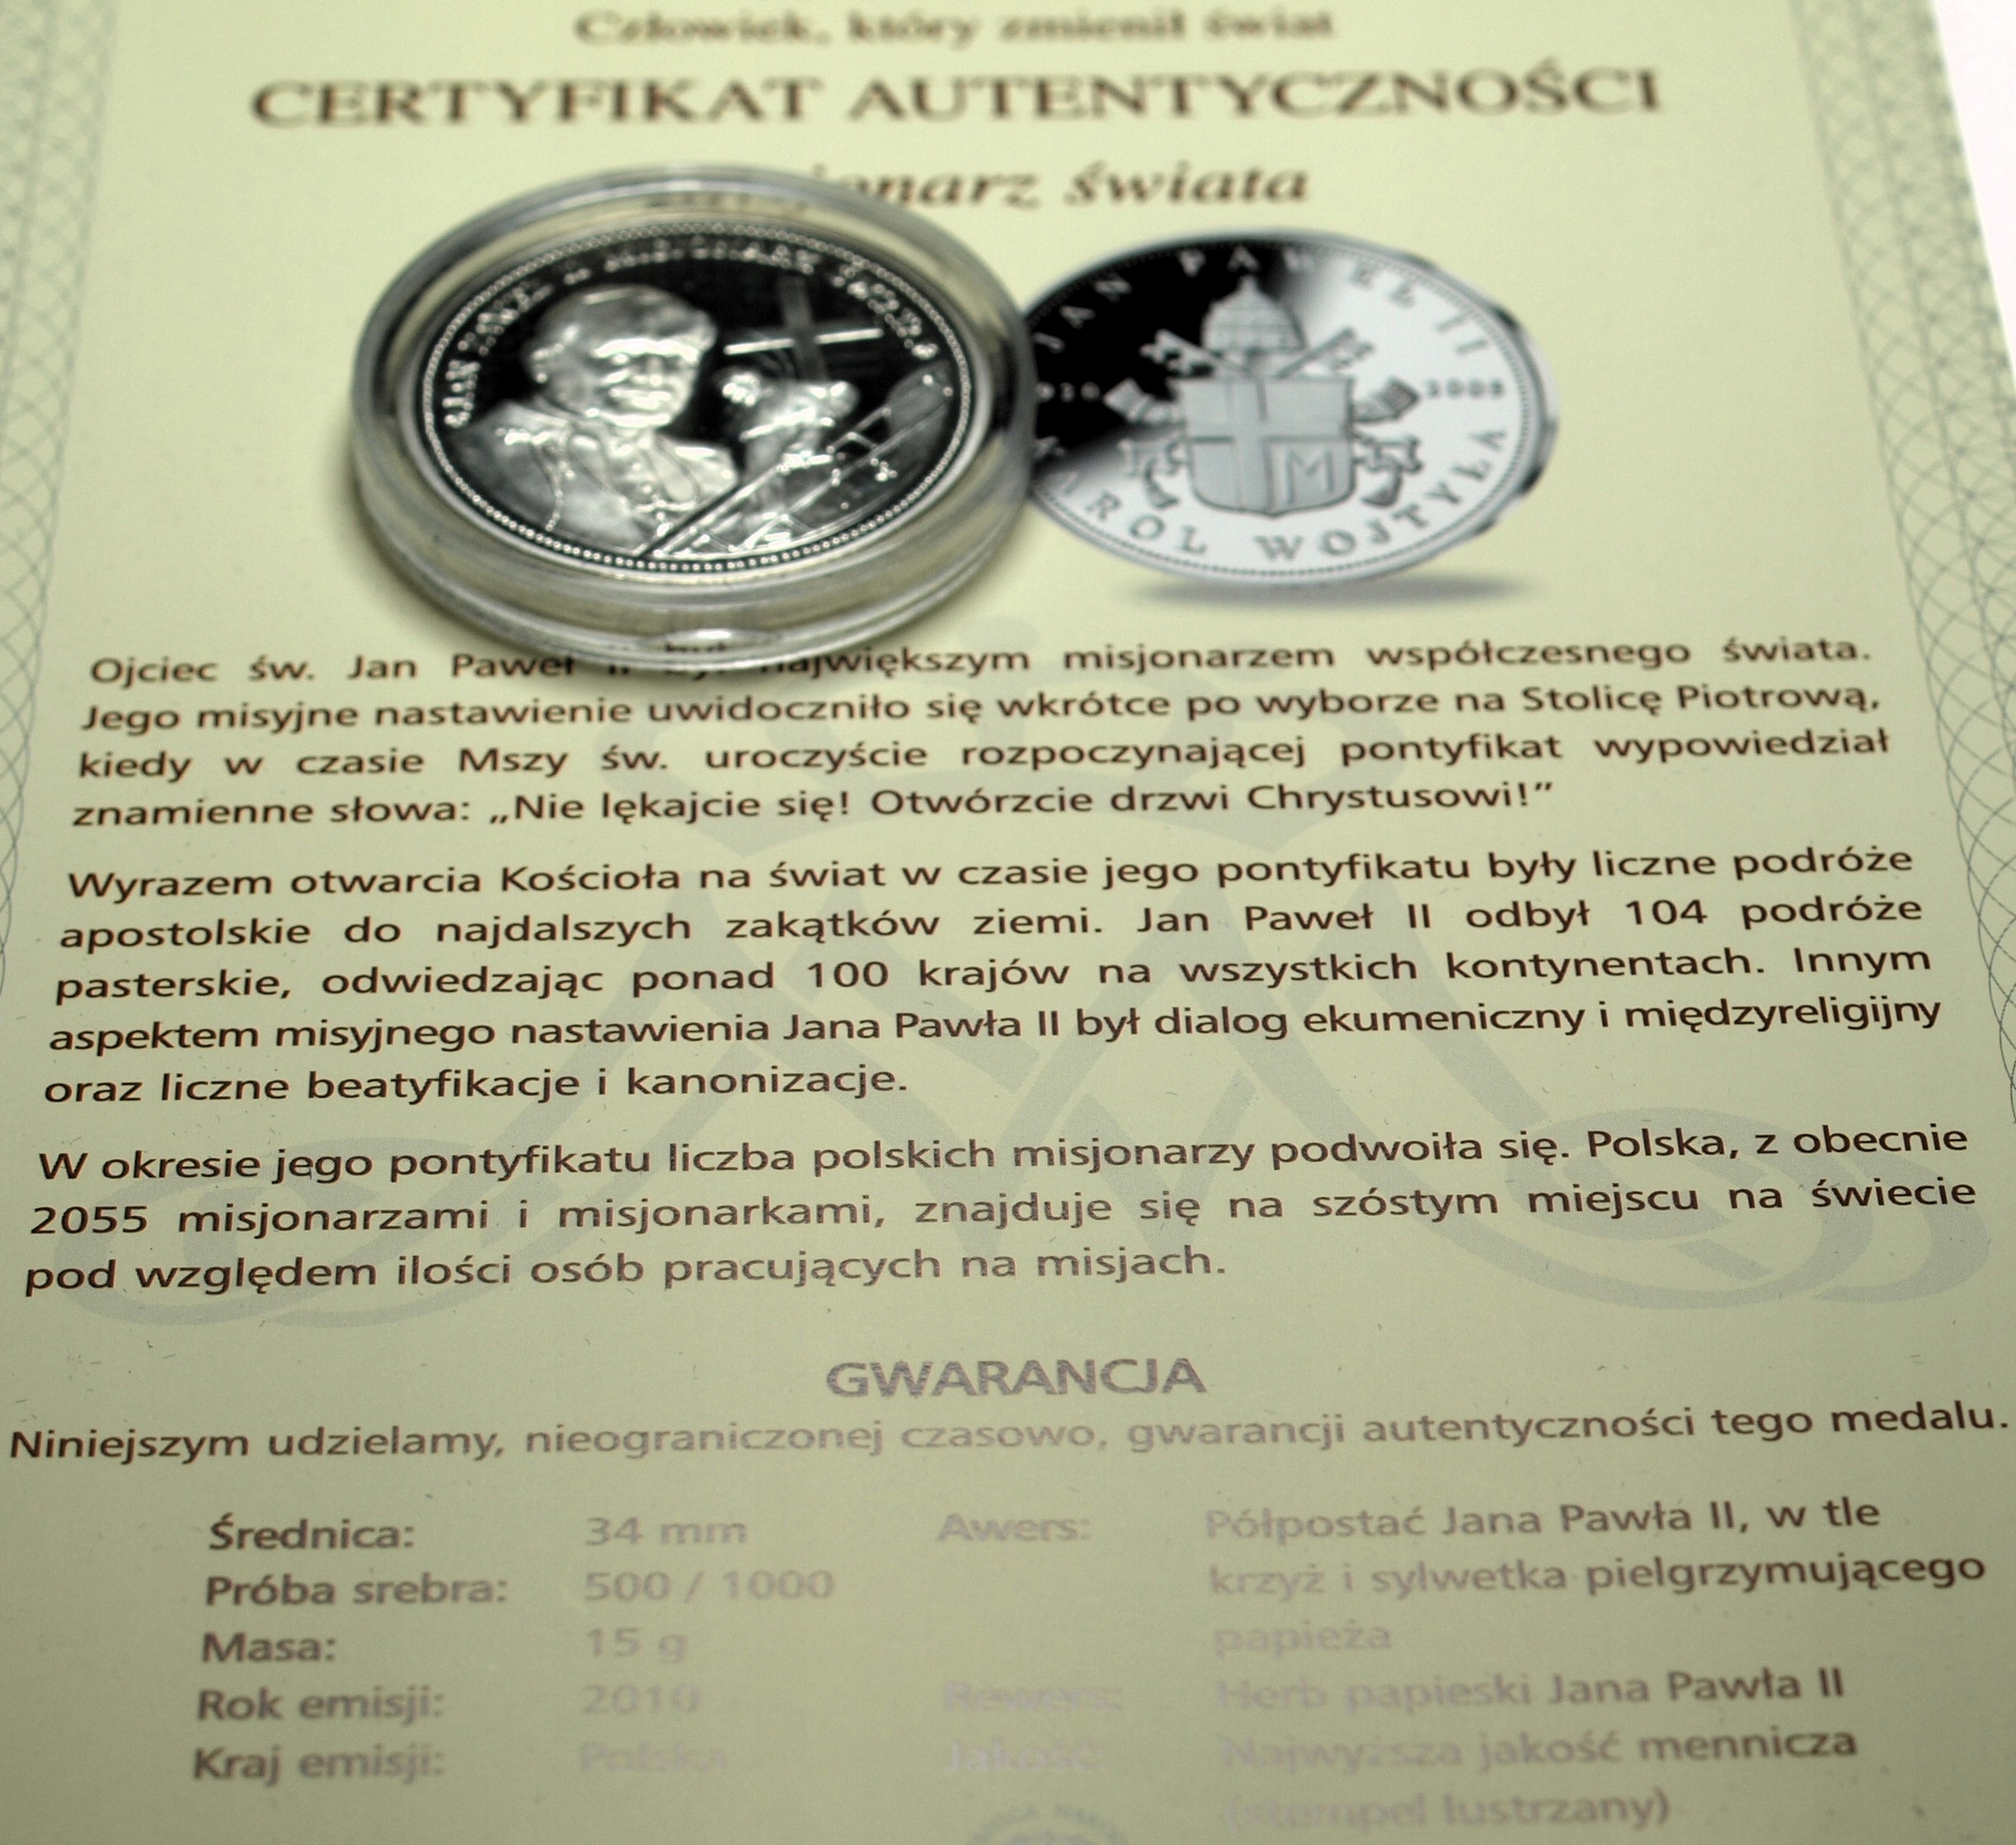 Człowiek, który zmienił świat
CERTYFIKAT AUTENTYCZNOŚCI
świata
JAN PAWEŁ II
2005
KAROL WOJTYŁA
Ojciec św. Jan Paweł II był największym misjonarzem współczesnego świata.
Jego misyjne nastawienie uwidoczniło się wkrótce po wyborze na Stolicę Piotrową,
kiedy w czasie Mszy św. uroczyście rozpoczynającej pontyfikat wypowiedział
znamienne słowa: „Nie lękajcie się! Otwórzcie drzwi Chrystusowi!”
Wyrazem otwarcia Kościoła na świat w czasie jego pontyfikatu były liczne podróże
apostolskie do najdalszych zakątków ziemi. Jan Paweł II odbył 104 podróże
pasterskie, odwiedzając ponad 100 krajów na wszystkich kontynentach. Innym
aspektem misyjnego nastawienia Jana Pawła II był dialog ekumeniczny i międzyreligijny
oraz liczne beatyfikacje i kanonizacje.
W okresie jego pontyfikatu liczba polskich misjonarzy podwoiła się. Polska, z obecnie
2055 misjonarzami i misjonarkami, znajduje się na szóstym miejscu na świecie
pod względem ilości osób pracujących na misjach.
GWARANCJA
Niniejszym udzielamy, nieograniczonej czasowo, gwarancji autentyczności tego medalu.
Średnica: 34 mm
Próba srebra: 500 / 1000
Masa: 15 g
Rok emisji: 2010
Kraj emisji: Polska
Awers: Półpostać Jana Pawła II, w tle
krzyż i sylwetka pielgrzymującego
papieża
Rewers: Herb papieski Jana Pawła II
Jakość: Najwyższa jakość mennicza
(stempel lustrzany)